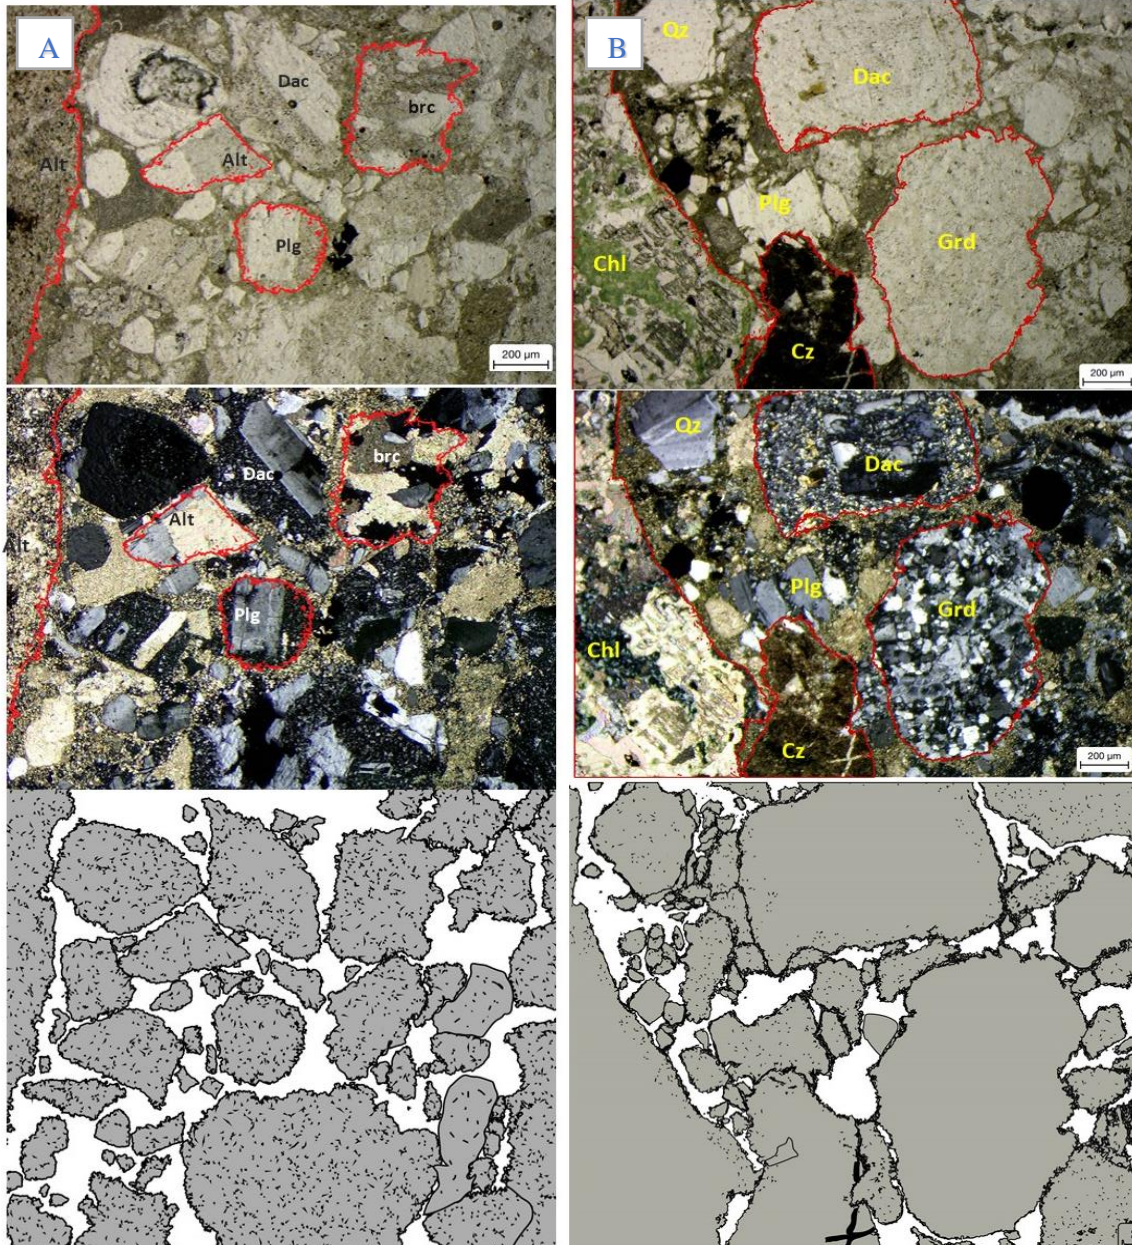 A
Dac
brc
Alt
Alt
Plg
200 µm
B
Qz
Dac
Plg
Grd
Chl
Cz
200 µm
brc
Dac
Alt
Alt
Plg
Qz
Dac
Plg
Grd
Chl
Cz
200 µm